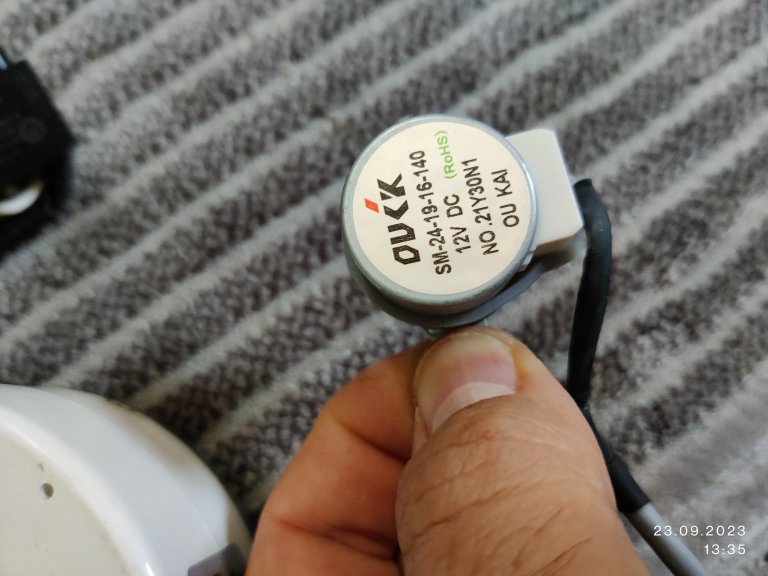 OUKK
SM-24-19-16-140
12V DC (RoHS)
NO 21Y30N1
OU KAI
23.09.2023
13:35